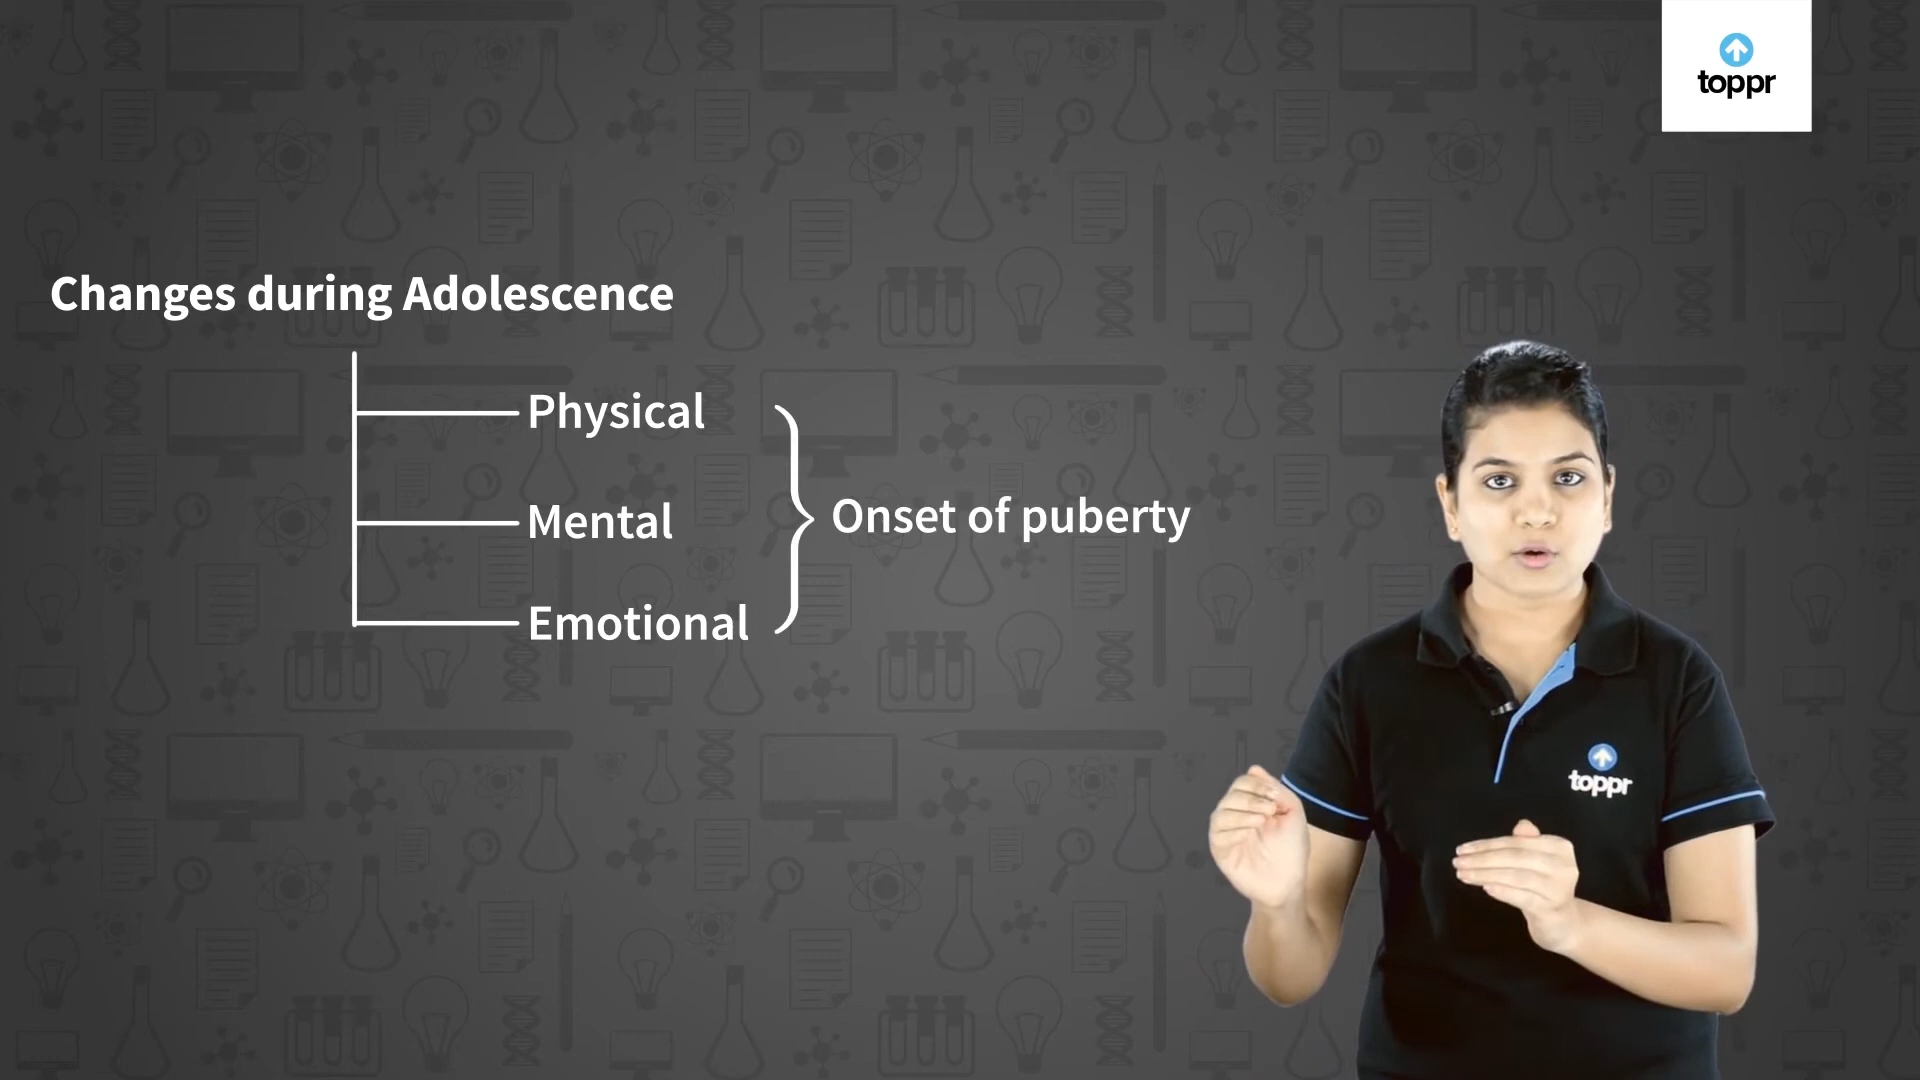 toppr
Changes during Adolescence
Physical
Mental
Emotional
Onset of puberty
toppr